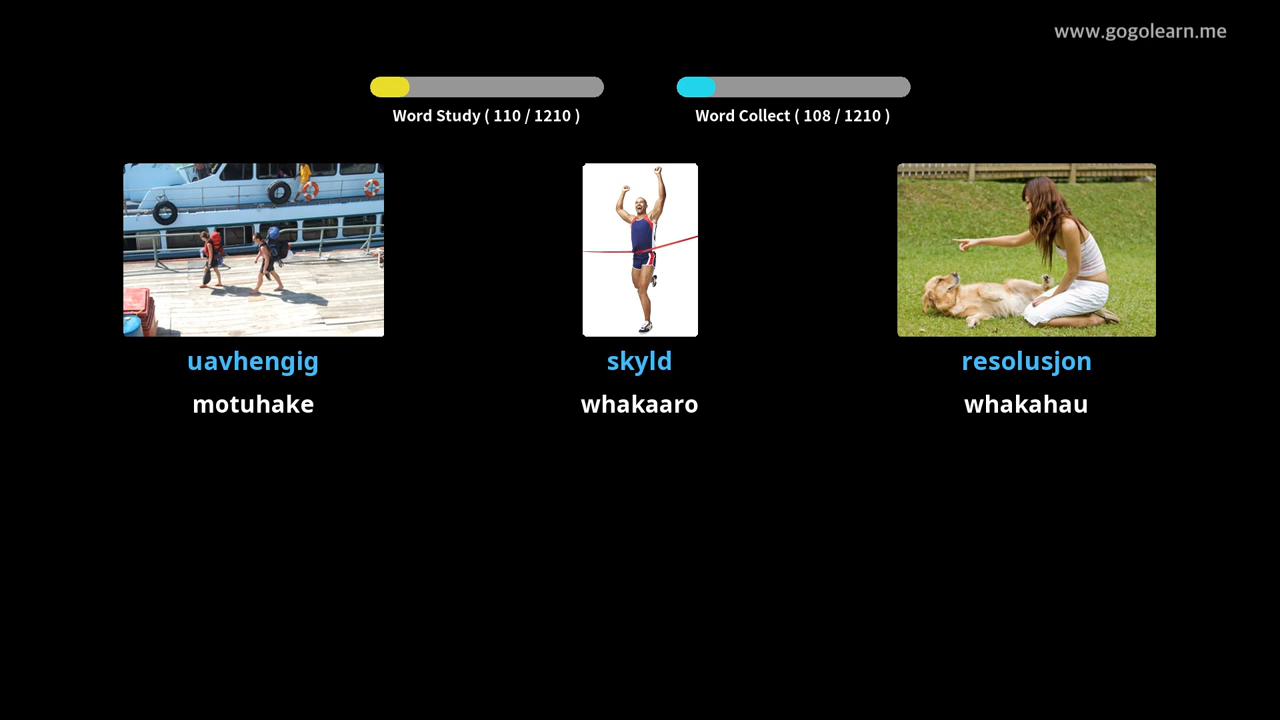 www.gogolearn.me
Word Study ( 110 / 1210 )
Word Collect ( 108 / 1210 )
uavhengig
skyld
resolusjon
motuhake
whakaaro
whakahau